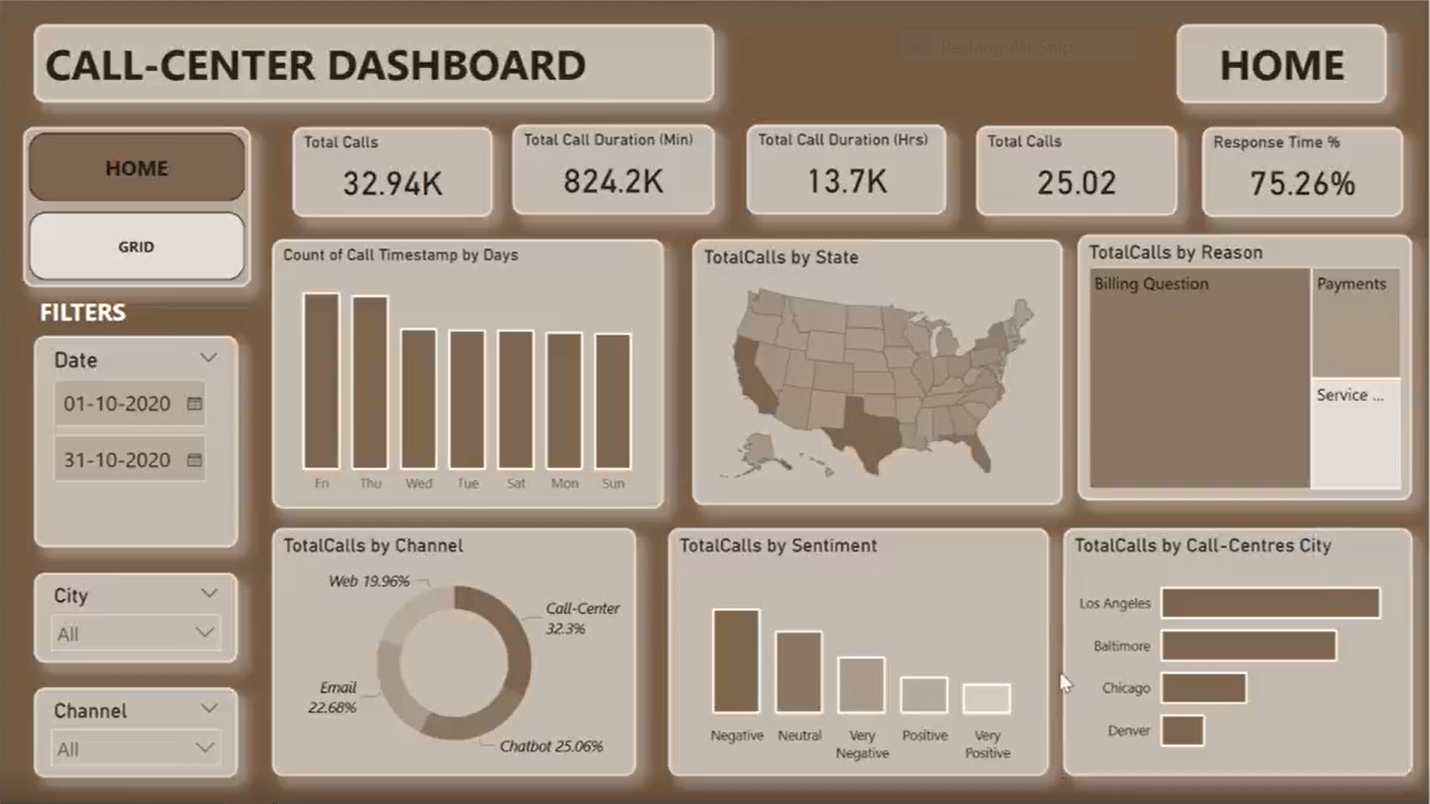 CALL-CENTER DASHBOARD
Rectangular Snip
HOME
HOME
GRID
Total Calls
32.94K
Total Call Duration (Min)
824.2K
Total Call Duration (Hrs)
13.7K
Total Calls
25.02
Response Time %
75.26%
FILTERS
Date
01-10-2020
31-10-2020
City
All
Channel
All
Count of Call Timestamp by Days
Fri Thu Wed Tue Sat Mon Sun
TotalCalls by State
TotalCalls by Reason
Billing Question
Payments
Service ...
TotalCalls by Channel
Web 19.96%
Call-Center
32.3%
Email
22.68%
Chatbot 25.06%
TotalCalls by Sentiment
Negative
Neutral
Very
Negative
Positive
Very
Positive
TotalCalls by Call-Centres City
Los Angeles
Baltimore
Chicago
Denver